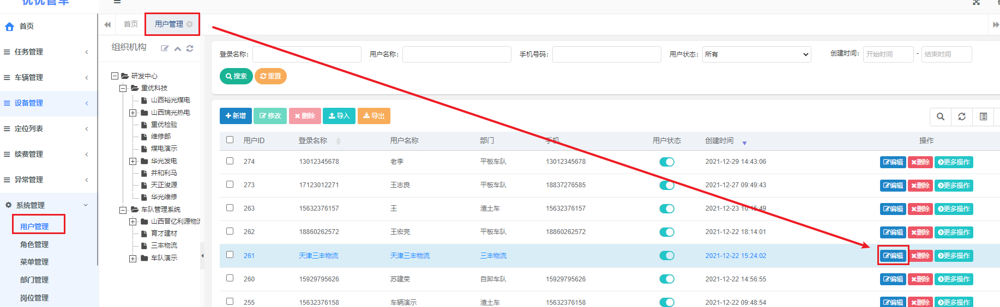 优优管车
首页
任务管理
车辆管理
设备管理
定位列表
续费管理
异常管理
系统管理
用户管理
角色管理
菜单管理
部门管理
岗位管理
首页 用户管理
组织机构
研发中心
重优科技
山西裕光煤电
山西瑞光热电
重优检验
维修部
煤电演示
华光发电
并和利马
天正浚源
华光维修
车队管理系统
山西晋亿利源物流
育才建材
三丰物流
车队演示
登录名称： 用户名称： 手机号码： 用户状态： 所有 创建时间： 开始时间 - 结束时间
搜索 重置
新增 修改 删除 导入 导出
用户ID 登录名称 用户名称 部门 手机 用户状态 创建时间 操作
274 13012345678 老李 平板车队 13012345678 2021-12-29 14:43:06 编辑 删除 更多操作
273 17123012271 王志良 平板车队 18837276585 2021-12-27 09:49:43 编辑 删除 更多操作
263 15632376157 王 渣土车 15632376157 2021-12-23 10:15:49 编辑 删除 更多操作
262 18860262572 王宏亮 平板车队 18860262572 2021-12-22 18:14:01 编辑 删除 更多操作
261 天津三丰物流 天津三丰物流 三丰物流 2021-12-22 15:24:02 编辑 删除 更多操作
260 15929795626 苏建荣 自卸车队 15929795626 2021-12-22 14:56:55 编辑 删除 更多操作
255 15632376158 车辆演示 渣土车 15632376158 2021-12-22 09:48:54 编辑 删除 更多操作